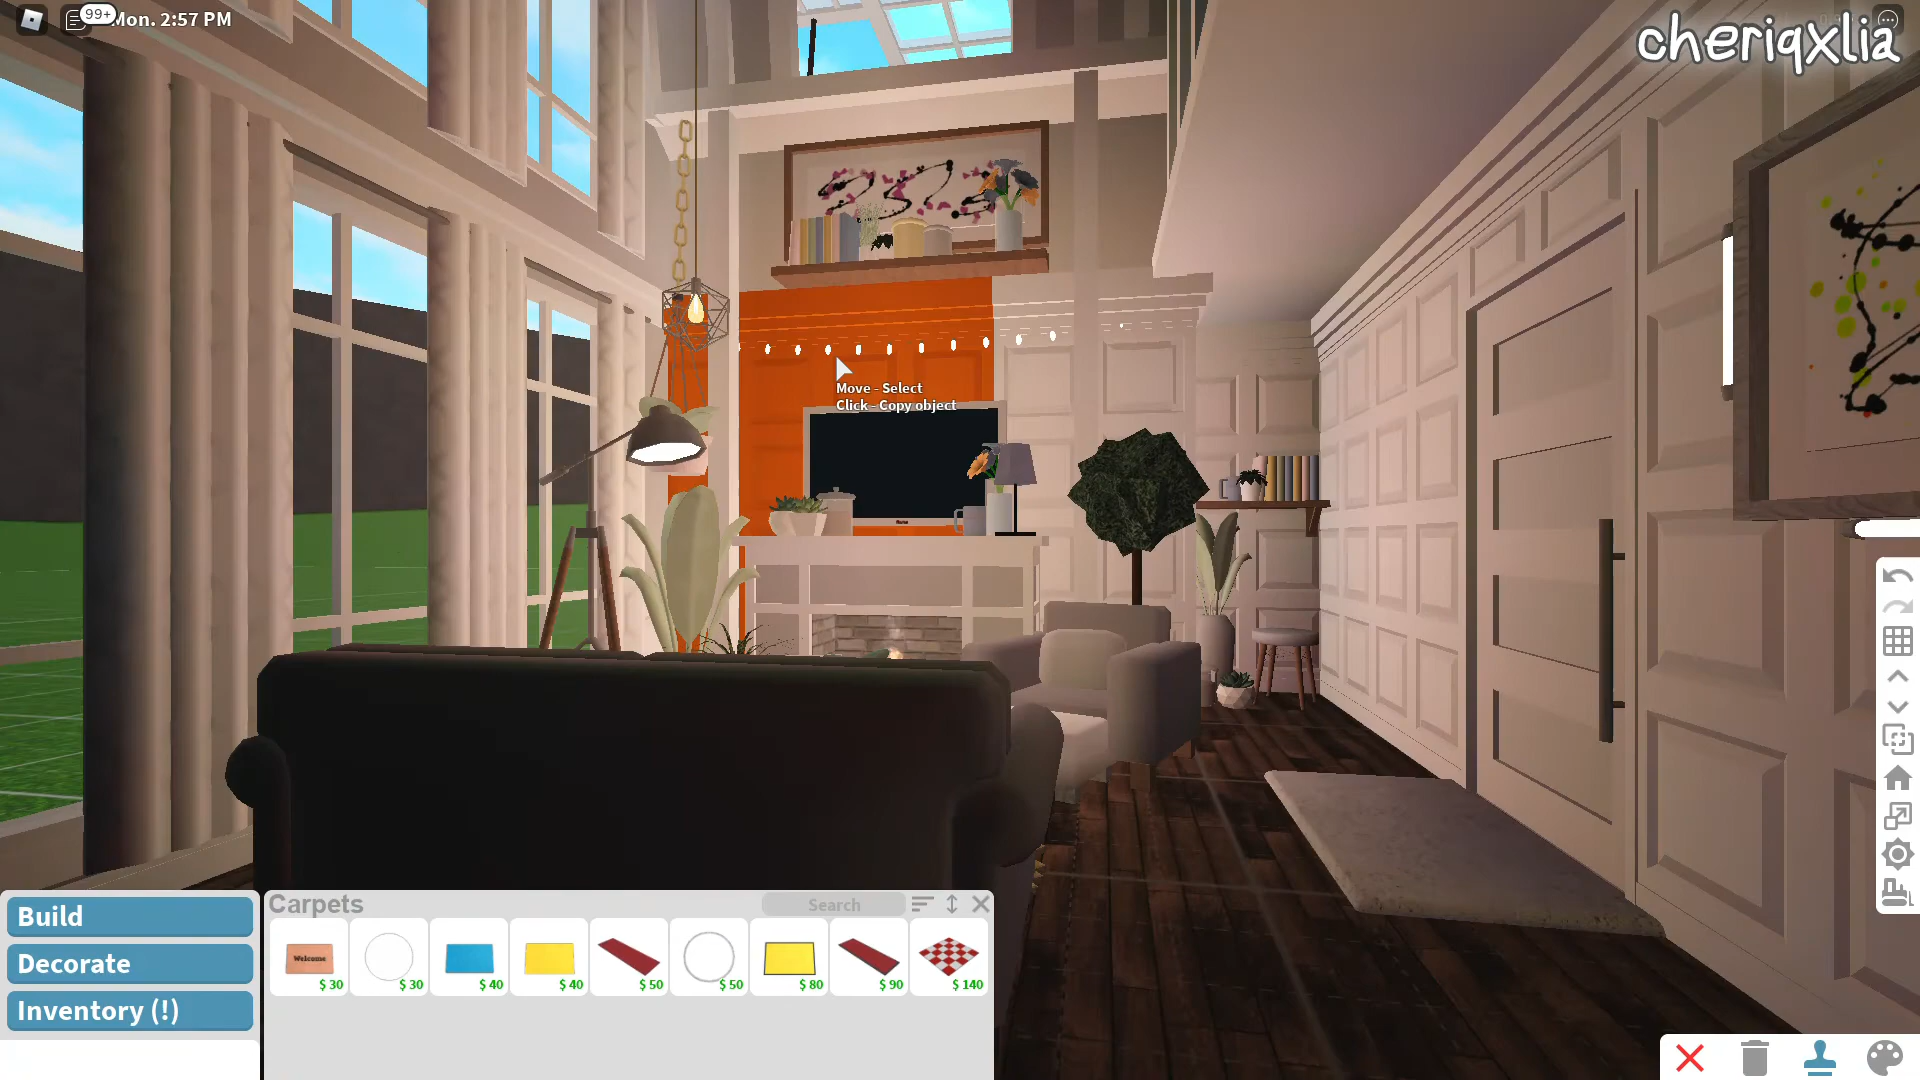 99+
Mon. 2:57 PM
cheriqxlia
Move - Select
Click - Copy object
Build
Decorate
Inventory (!)
Carpets
Search
Welcome
$ 30
$ 30
$ 40
$ 40
$ 50
$ 50
$ 80
$ 90
$ 140